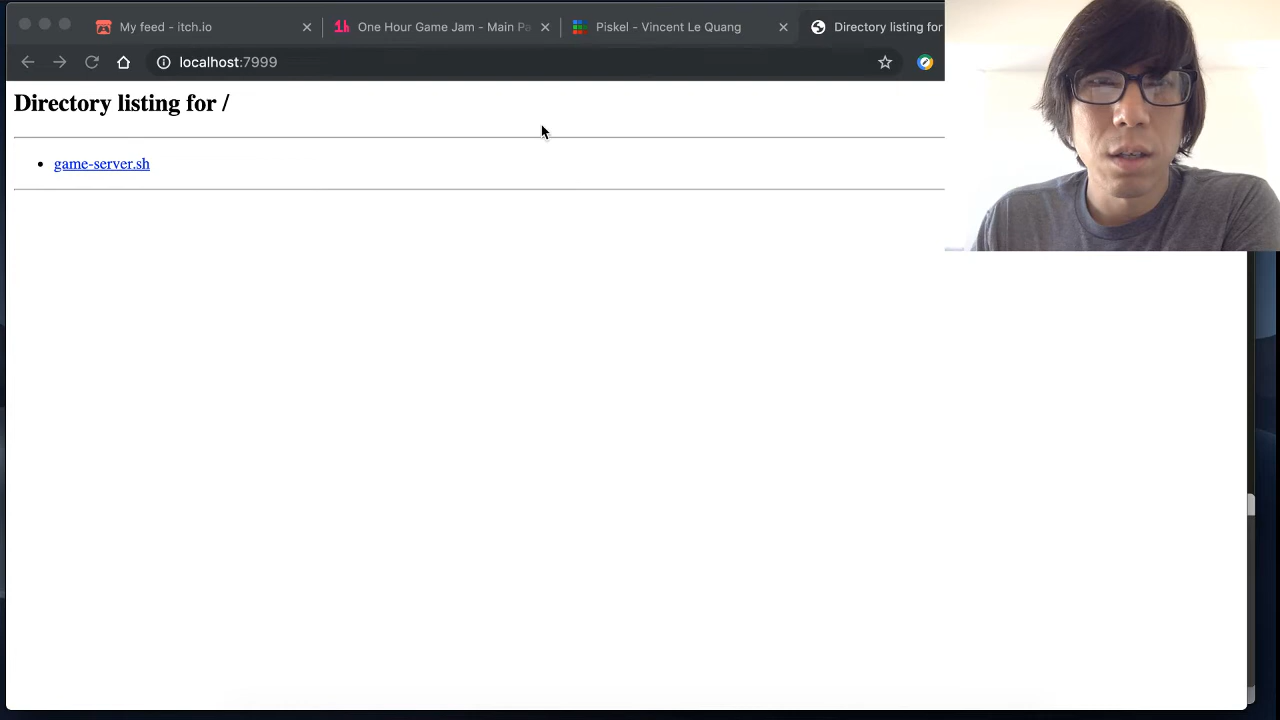 My feed - itch.io
1h One Hour Game Jam - Main Pa
Piskel - Vincent Le Quang
Directory listing for
localhost:7999
Directory listing for /
game-server.sh